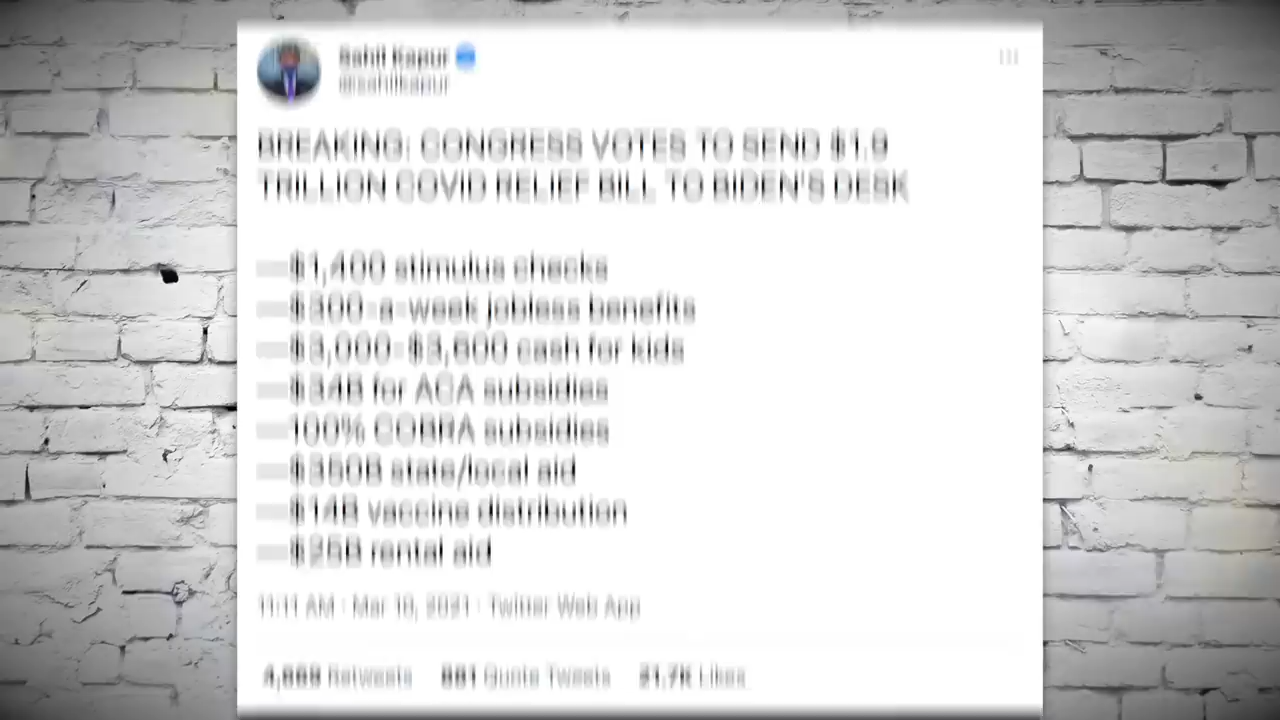 Sahil Kapur
@sahilkapur
BREAKING: CONGRESS VOTES TO SEND $1.9
TRILLION COVID RELIEF BILL TO BIDEN'S DESK
—$1,400 stimulus checks
—$300-a-week jobless benefits
—$3,000-$3,600 cash for kids
—$34B for ACA subsidies
—100% COBRA subsidies
—$350B state/local aid
—$14B vaccine distribution
—$25B rental aid
11:11 AM · Mar 10, 2021 · Twitter Web App
Retweets Quote Tweets Likes